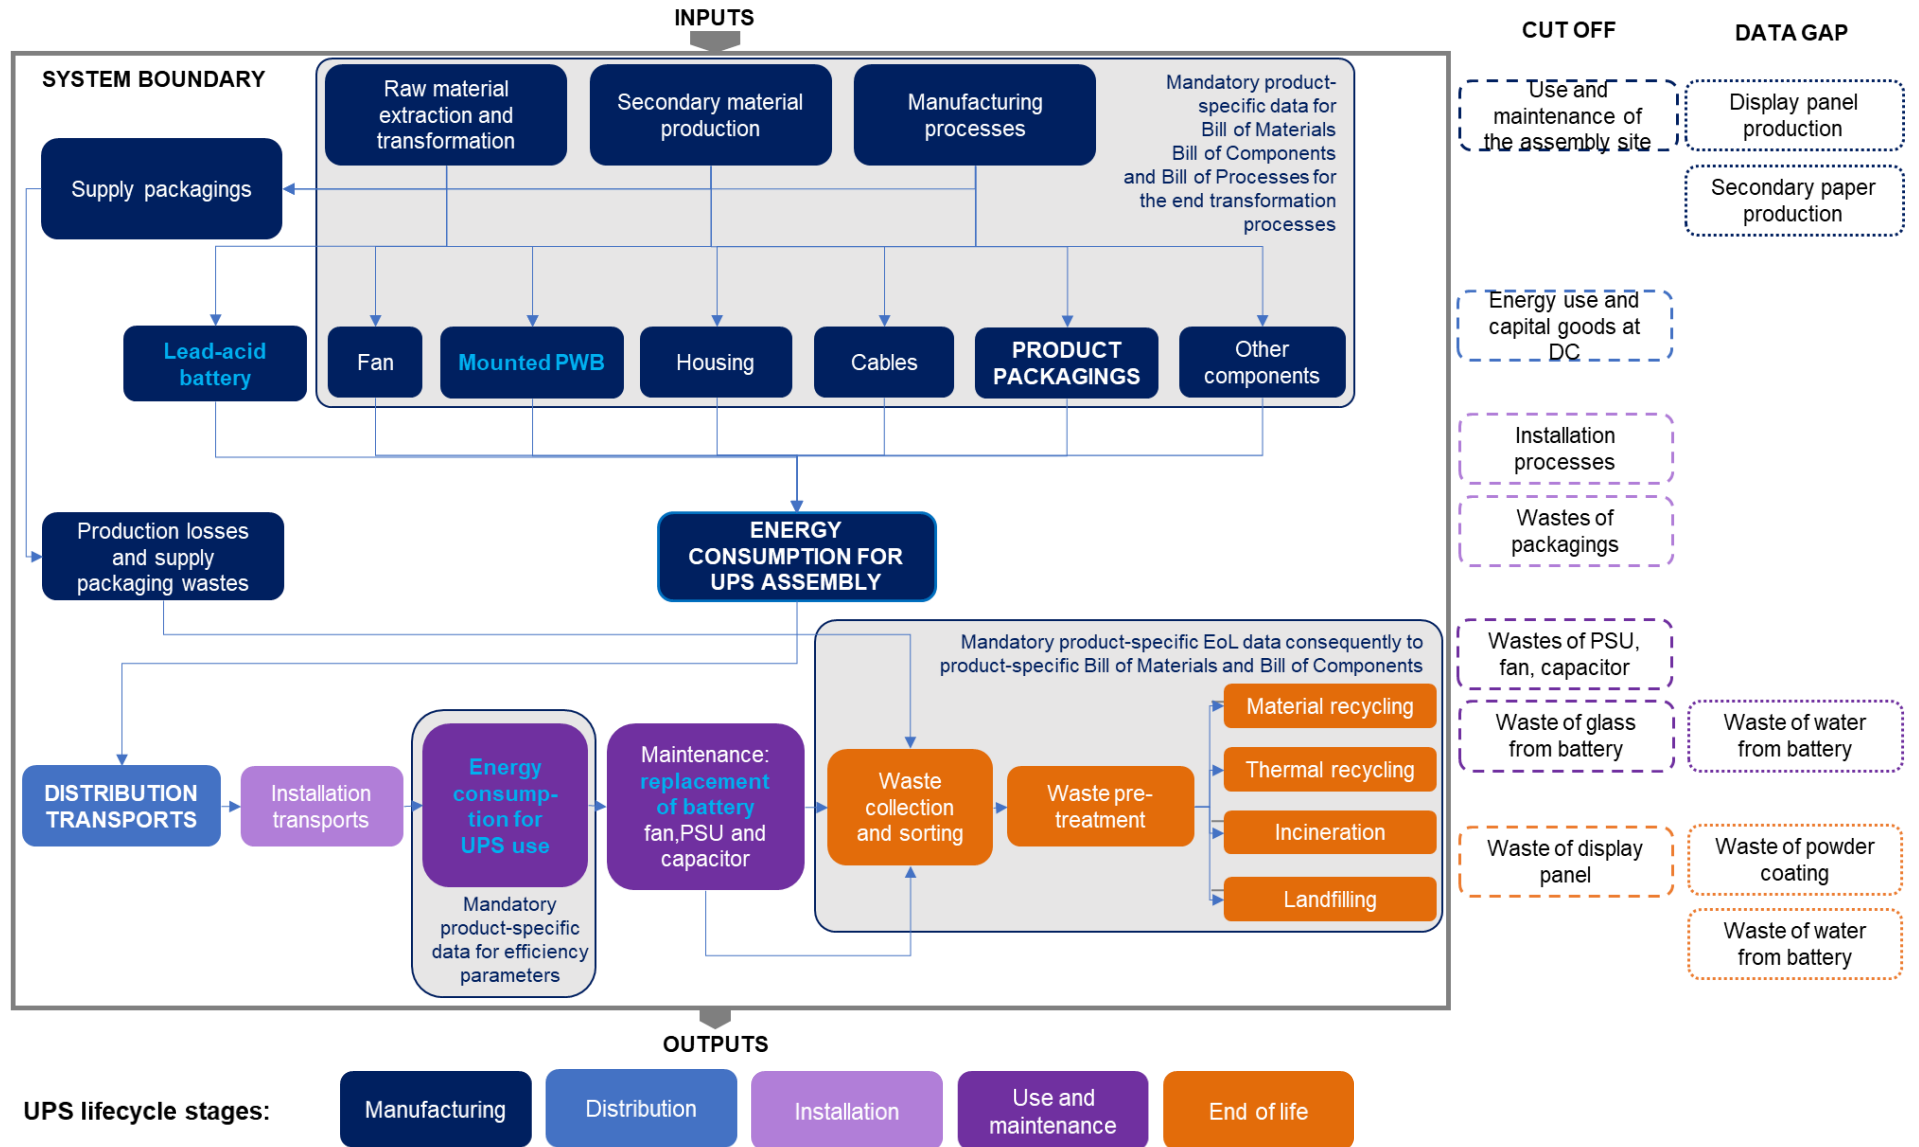 INPUTS
CUT OFF
DATA GAP
SYSTEM BOUNDARY
Raw material
extraction and
transformation
Secondary material
production
Manufacturing
processes
Mandatory product-
specific data for
Bill of Materials
Bill of Components
and Bill of Processes for
the end transformation
processes
Use and
maintenance of
the assembly site
Display panel
production
Supply packagings
Secondary paper
production
Lead-acid
battery
Fan
Mounted PWB
Housing
Cables
PRODUCT
PACKAGINGS
Other
components
Energy use and
capital goods at
DC
Installation
processes
Wastes of
packagings
Production losses
and supply
packaging wastes
ENERGY
CONSUMPTION FOR
UPS ASSEMBLY
Mandatory product-specific EoL data consequently to
product-specific Bill of Materials and Bill of Components
Wastes of PSU,
fan, capacitor
DISTRIBUTION
TRANSPORTS
Installation
transports
Energy
consump-
tion for
UPS use
Mandatory
product-specific
data for efficiency
parameters
Maintenance:
replacement
of battery
fan,PSU and
capacitor
Waste
collection
and sorting
Waste pre-
treatment
Material recycling
Thermal recycling
Incineration
Landfilling
Waste of glass
from battery
Waste of water
from battery
Waste of display
panel
Waste of powder
coating
Waste of water
from battery
OUTPUTS
UPS lifecycle stages:
Manufacturing
Distribution
Installation
Use and
maintenance
End of life